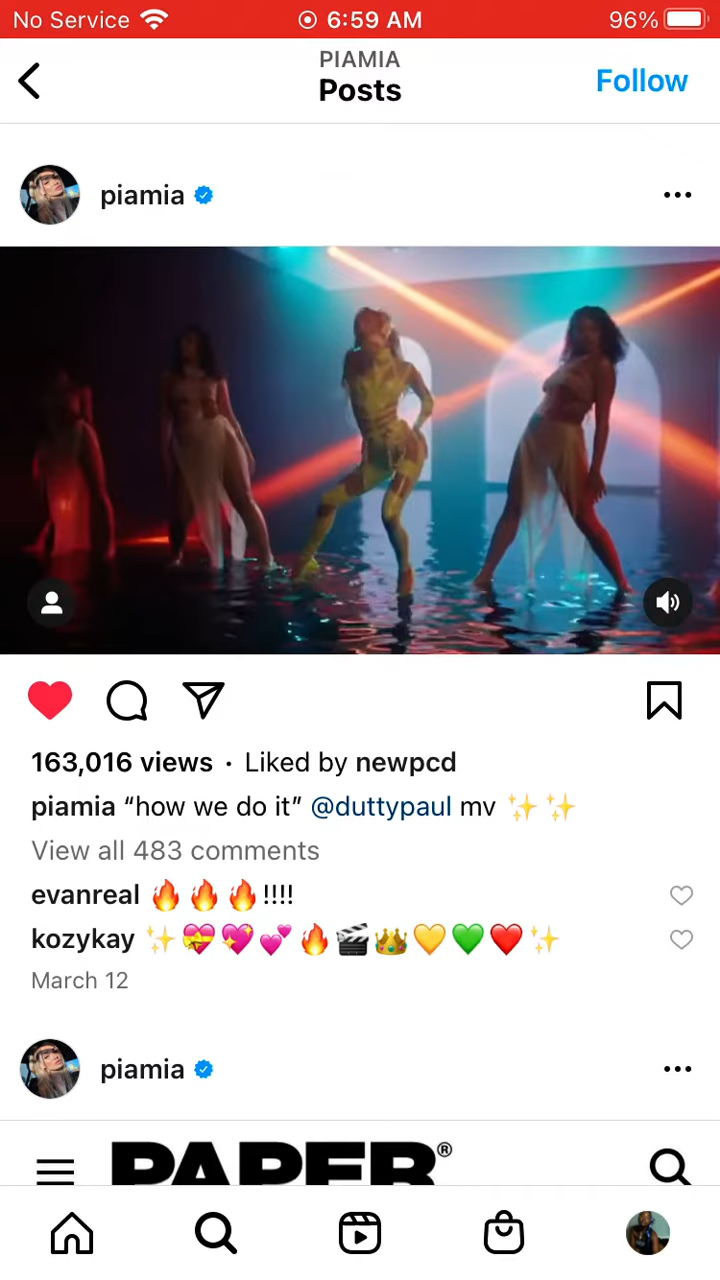 No Service 6:59 AM 96%
PIAMIA
Posts
Follow
piamia
163,016 views · Liked by newpcd
piamia “how we do it” @duttypaul mv ✨ ✨
View all 483 comments
evanreal 🔥 🔥 🔥!!!!
kozykay ✨💝💖💕🔥🎬👑💛💚❤️✨
March 12
piamia
PAPER®